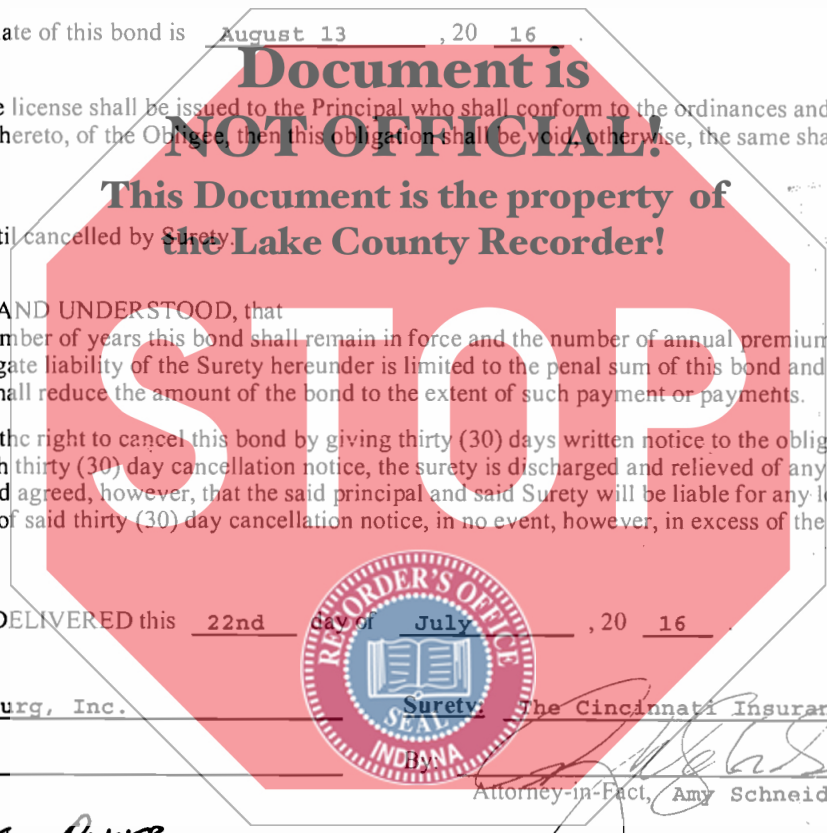 ate of this bond is August 13 , 20 16 .
Document is
e license shall be issued to the Principal who shall conform to the ordinances and
hereto, of the Obligee, then this obligation shall be void, otherwise, the same sha
NOT OFFICIAL!
This Document is the property of
til cancelled by Surety.
the Lake County Recorder!
AND UNDERSTOOD, that
mber of years this bond shall remain in force and the number of annual premium
gate liability of the Surety hereunder is limited to the penal sum of this bond and
hall reduce the amount of the bond to the extent of such payment or payments.
STOP
the right to cancel this bond by giving thirty (30) days written notice to the oblig
h thirty (30) day cancellation notice, the surety is discharged and relieved of any
d agreed, however, that the said principal and said Surety will be liable for any l
of said thirty (30) day cancellation notice, in no event, however, in excess of the
RECORDER'S OFFICE
SEAL
INDIANA
DELIVERED this 22nd day of July , 20 16 .
urg, Inc. Surety: The Cincinnati Insuran
By:
Attorney-in-Fact, Amy Schneid